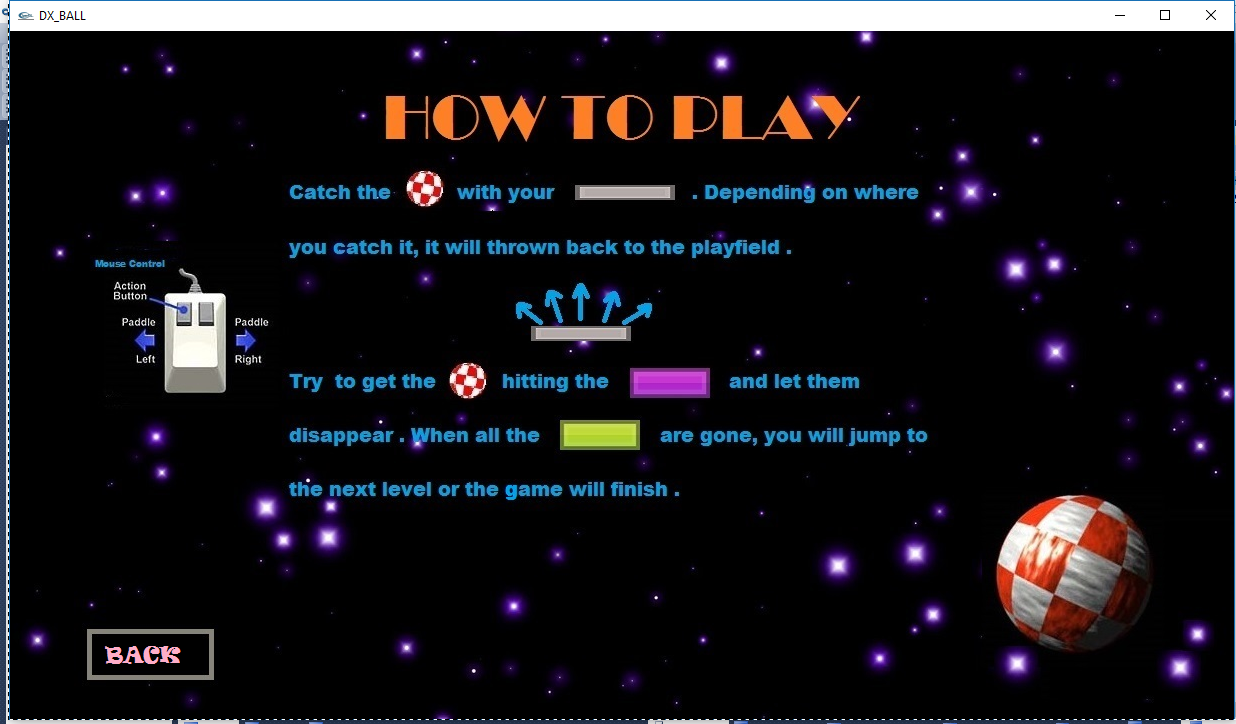 DX_BALL
HOW TO PLAY
Catch the with your . Depending on where
you catch it, it will thrown back to the playfield .
Mouse Control
Action
Button
Paddle Paddle
Left Right
Try to get the hitting the and let them
disappear . When all the are gone, you will jump to
the next level or the game will finish .
BACK